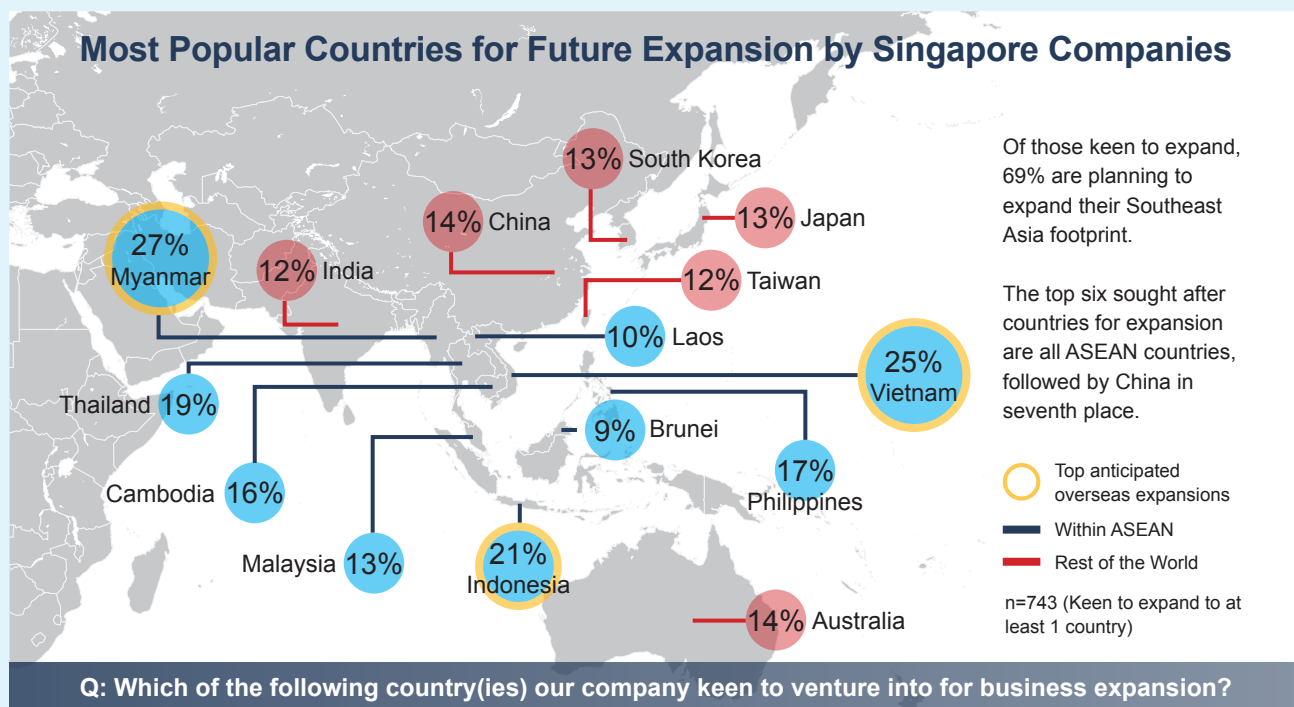 Most Popular Countries for Future Expansion by Singapore Companies
13% South Korea
14% China
13% Japan
27%
Myanmar
12% India
12% Taiwan
10% Laos
25%
Vietnam
Thailand 19%
9% Brunei
17%
Philippines
Cambodia 16%
Malaysia 13%
21%
Indonesia
14% Australia
Of those keen to expand,
69% are planning to
expand their Southeast
Asia footprint.
The top six sought after
countries for expansion
are all ASEAN countries,
followed by China in
seventh place.
Top anticipated
overseas expansions
Within ASEAN
Rest of the World
n=743 (Keen to expand to at
least 1 country)
Q: Which of the following country(ies) our company keen to venture into for business expansion?